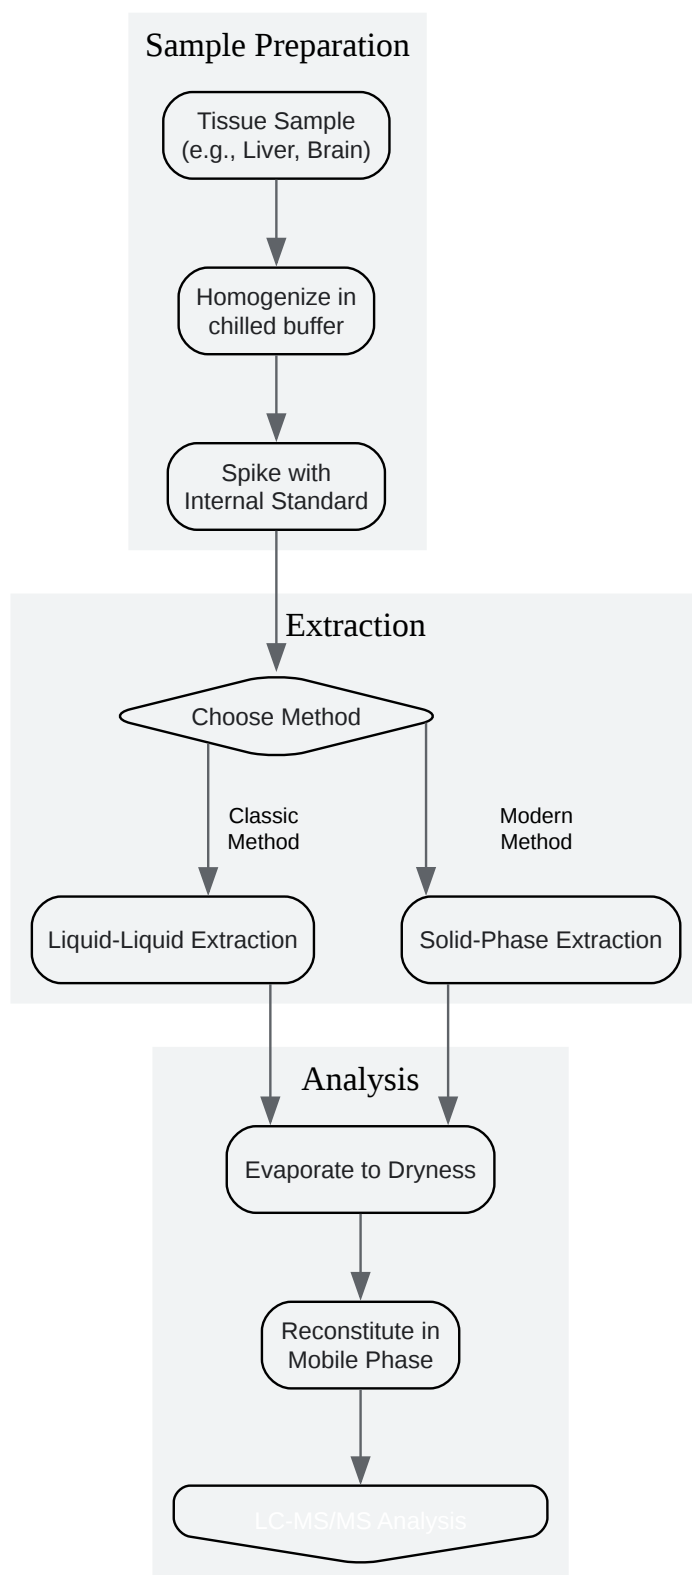 Sample Preparation
Tissue Sample
(e.g., Liver, Brain)
Homogenize in
chilled buffer
Spike with
Internal Standard
Extraction
Choose Method
Classic
Method
Modern
Method
Liquid-Liquid Extraction
Solid-Phase Extraction
Analysis
Evaporate to Dryness
Reconstitute in
Mobile Phase
LC-MS/MS Analysis